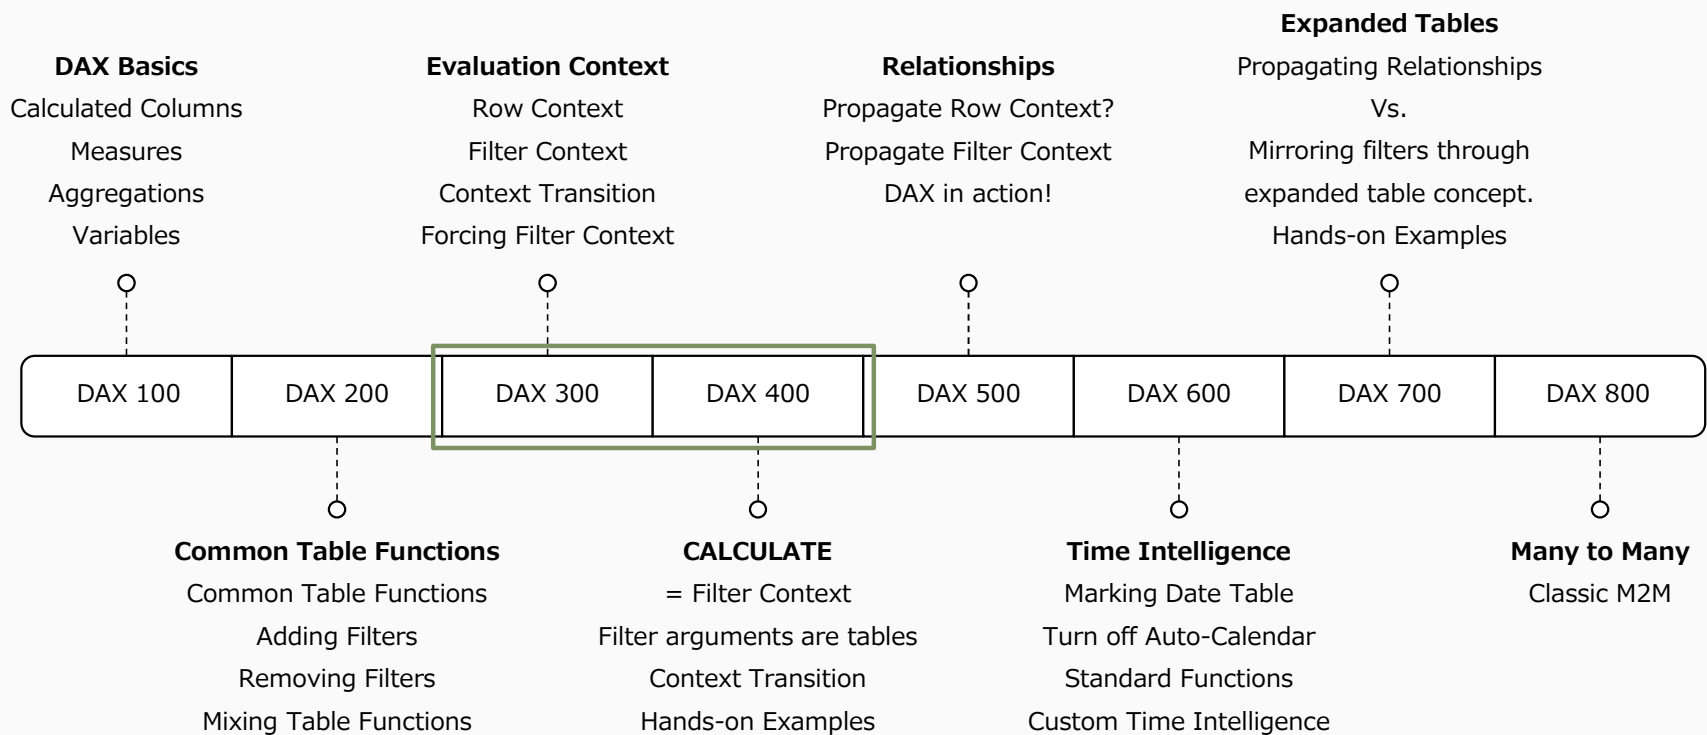 DAX Basics
Calculated Columns
Measures
Aggregations
Variables
Evaluation Context
Row Context
Filter Context
Context Transition
Forcing Filter Context
Relationships
Propagate Row Context?
Propagate Filter Context
DAX in action!
Expanded Tables
Propagating Relationships
Vs.
Mirroring filters through
expanded table concept.
Hands-on Examples
DAX 100
DAX 200
DAX 300
DAX 400
DAX 500
DAX 600
DAX 700
DAX 800
Common Table Functions
Common Table Functions
Adding Filters
Removing Filters
Mixing Table Functions
CALCULATE
= Filter Context
Filter arguments are tables
Context Transition
Hands-on Examples
Time Intelligence
Marking Date Table
Turn off Auto-Calendar
Standard Functions
Custom Time Intelligence
Many to Many
Classic M2M